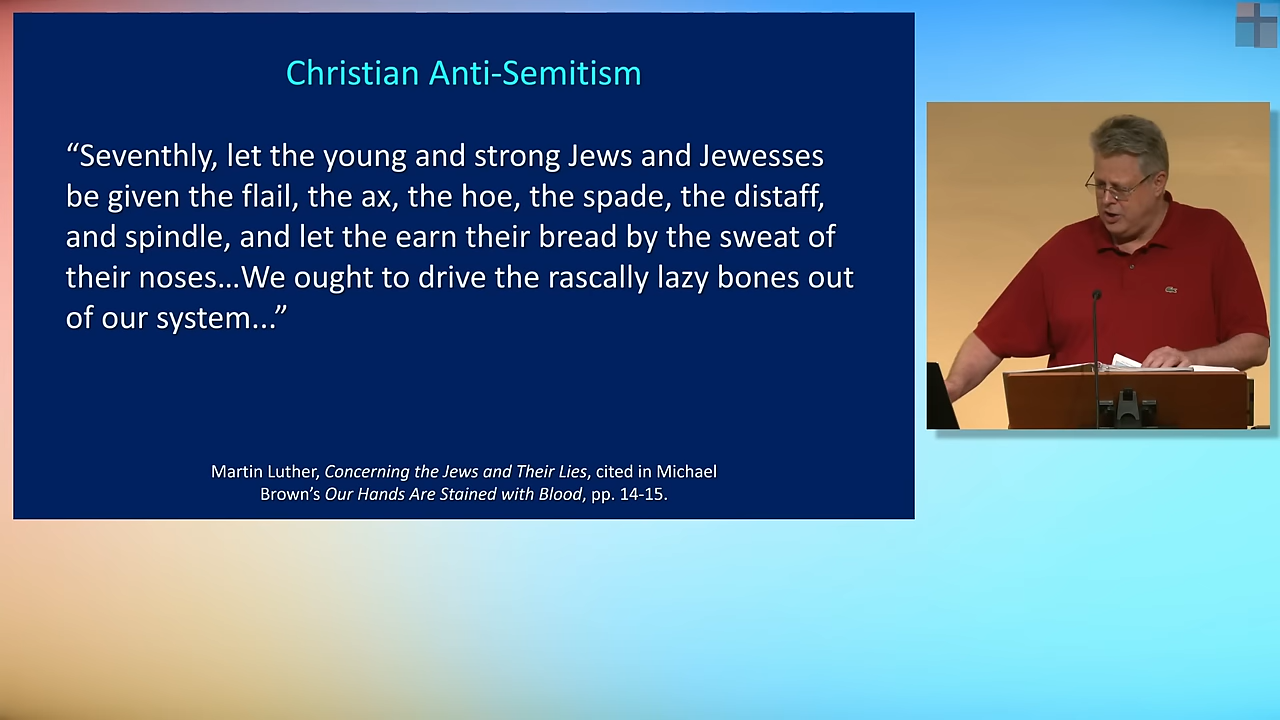 Christian Anti-Semitism
“Seventhly, let the young and strong Jews and Jewesses
be given the flail, the ax, the hoe, the spade, the distaff,
and spindle, and let the earn their bread by the sweat of
their noses…We ought to drive the rascally lazy bones out
of our system...”
Martin Luther, Concerning the Jews and Their Lies, cited in Michael
Brown’s Our Hands Are Stained with Blood, pp. 14-15.